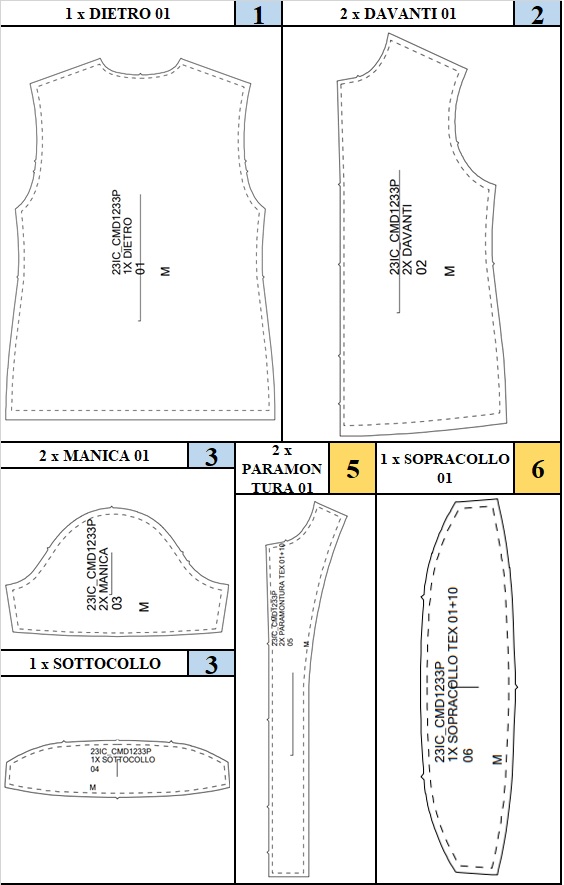 1 x DIETRO 01
1
2 x DAVANTI 01
2
23IC_CMD1233P
1X DIETRO
01
M
23IC_CMD1233P
2X DAVANTI
02
M
2 x MANICA 01
3
2 x
PARAMON
TURA 01
5
1 x SOPRACOLLO
01
6
23IC_CMD1233P
2X MANICA
03
M
1 x SOTTOCOLLO
3
23IC_CMD1233P
1X SOTTOCOLLO
04
M
23IC_CMD1233P
2X PARAMONTURA TEX 01+10
05
M
23IC_CMD1233P
1X SOPRACOLLO TEX 01+10
06
M